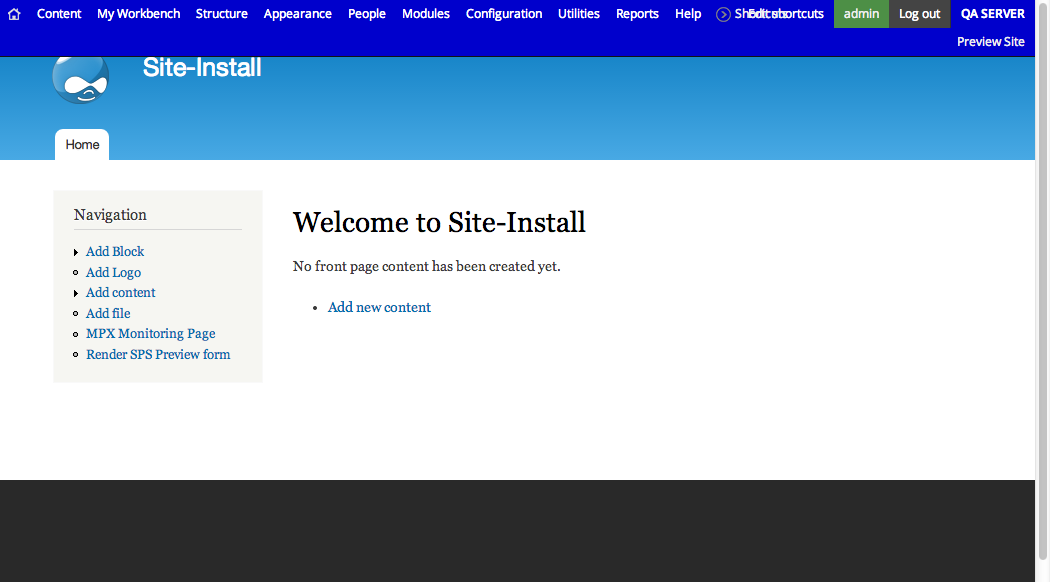 Content My Workbench Structure Appearance People Modules Configuration Utilities Reports Help Shortcuts Edit shortcuts admin Log out QA SERVER
Preview Site
Site-Install
Home
Navigation
Add Block
Add Logo
Add content
Add file
MPX Monitoring Page
Render SPS Preview form
Welcome to Site-Install
No front page content has been created yet.
Add new content